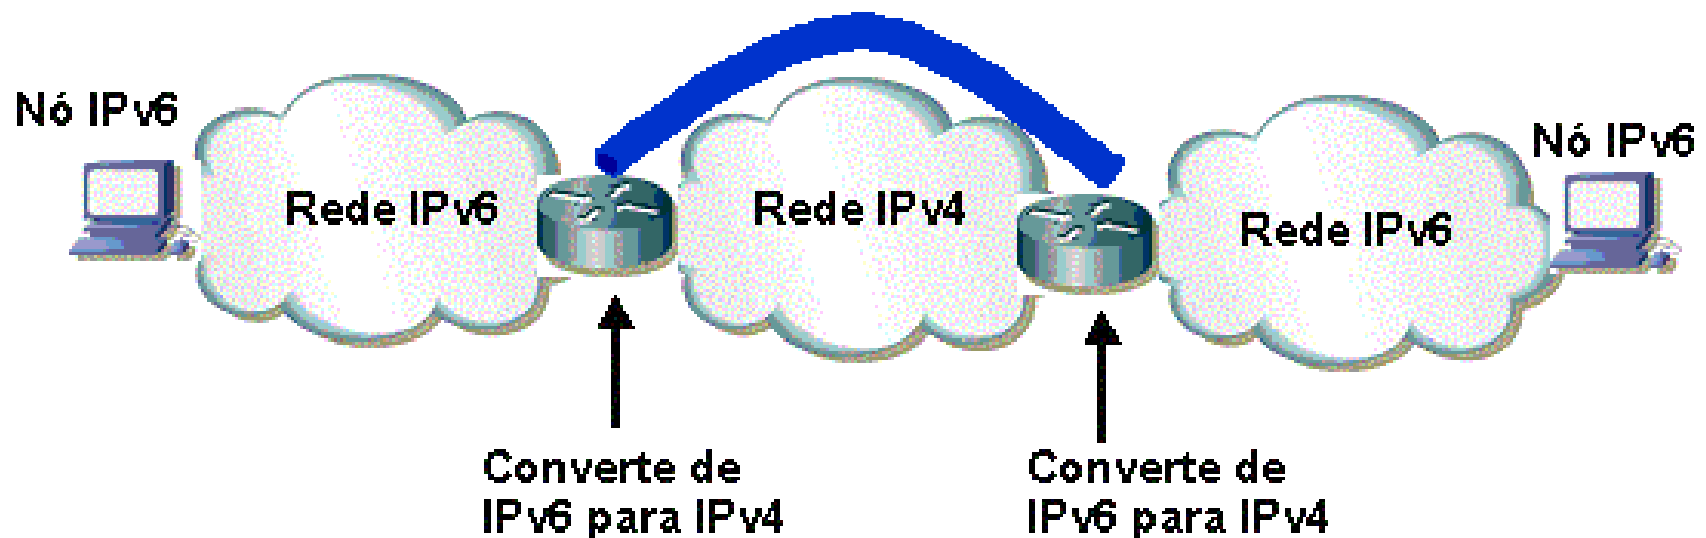 Nó IPv6
Rede IPv6
Rede IPv4
Rede IPv6
Nó IPv6
Converte de
IPv6 para IPv4
Converte de
IPv6 para IPv4